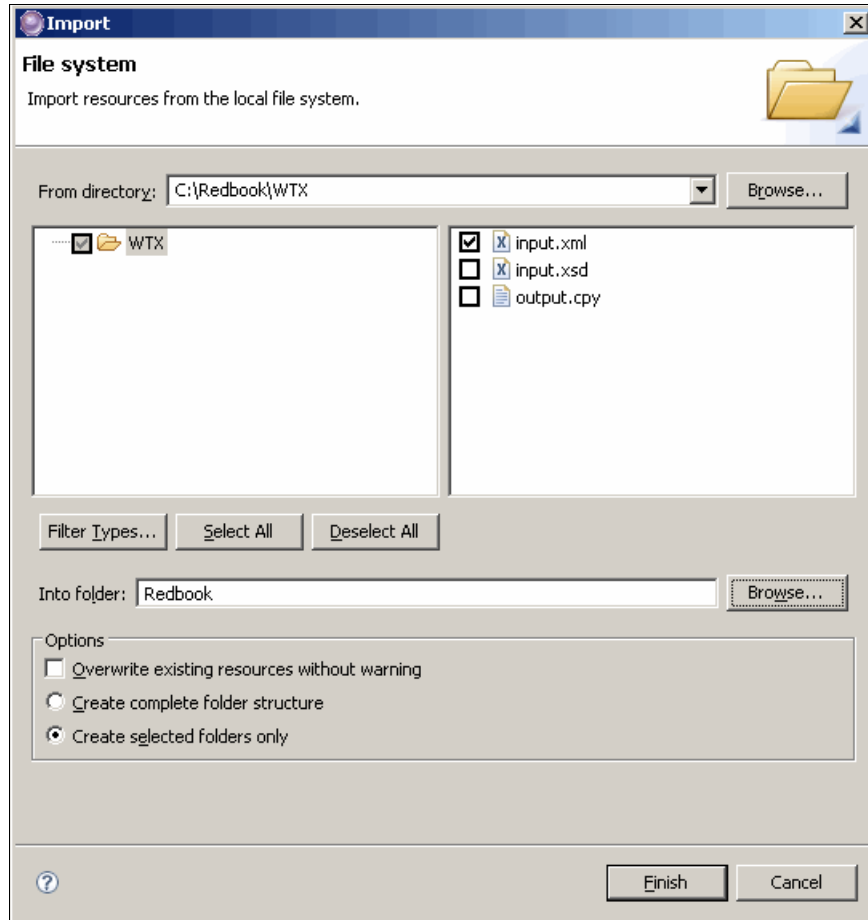 Import
File system
Import resources from the local file system.
From directory: C:\Redbook\WTX Browse...
WTX
input.xml
input.xsd
output.cpy
Filter Types... Select All Deselect All
Into folder: Redbook Browse...
Options
Overwrite existing resources without warning
Create complete folder structure
Create selected folders only
? Finish Cancel